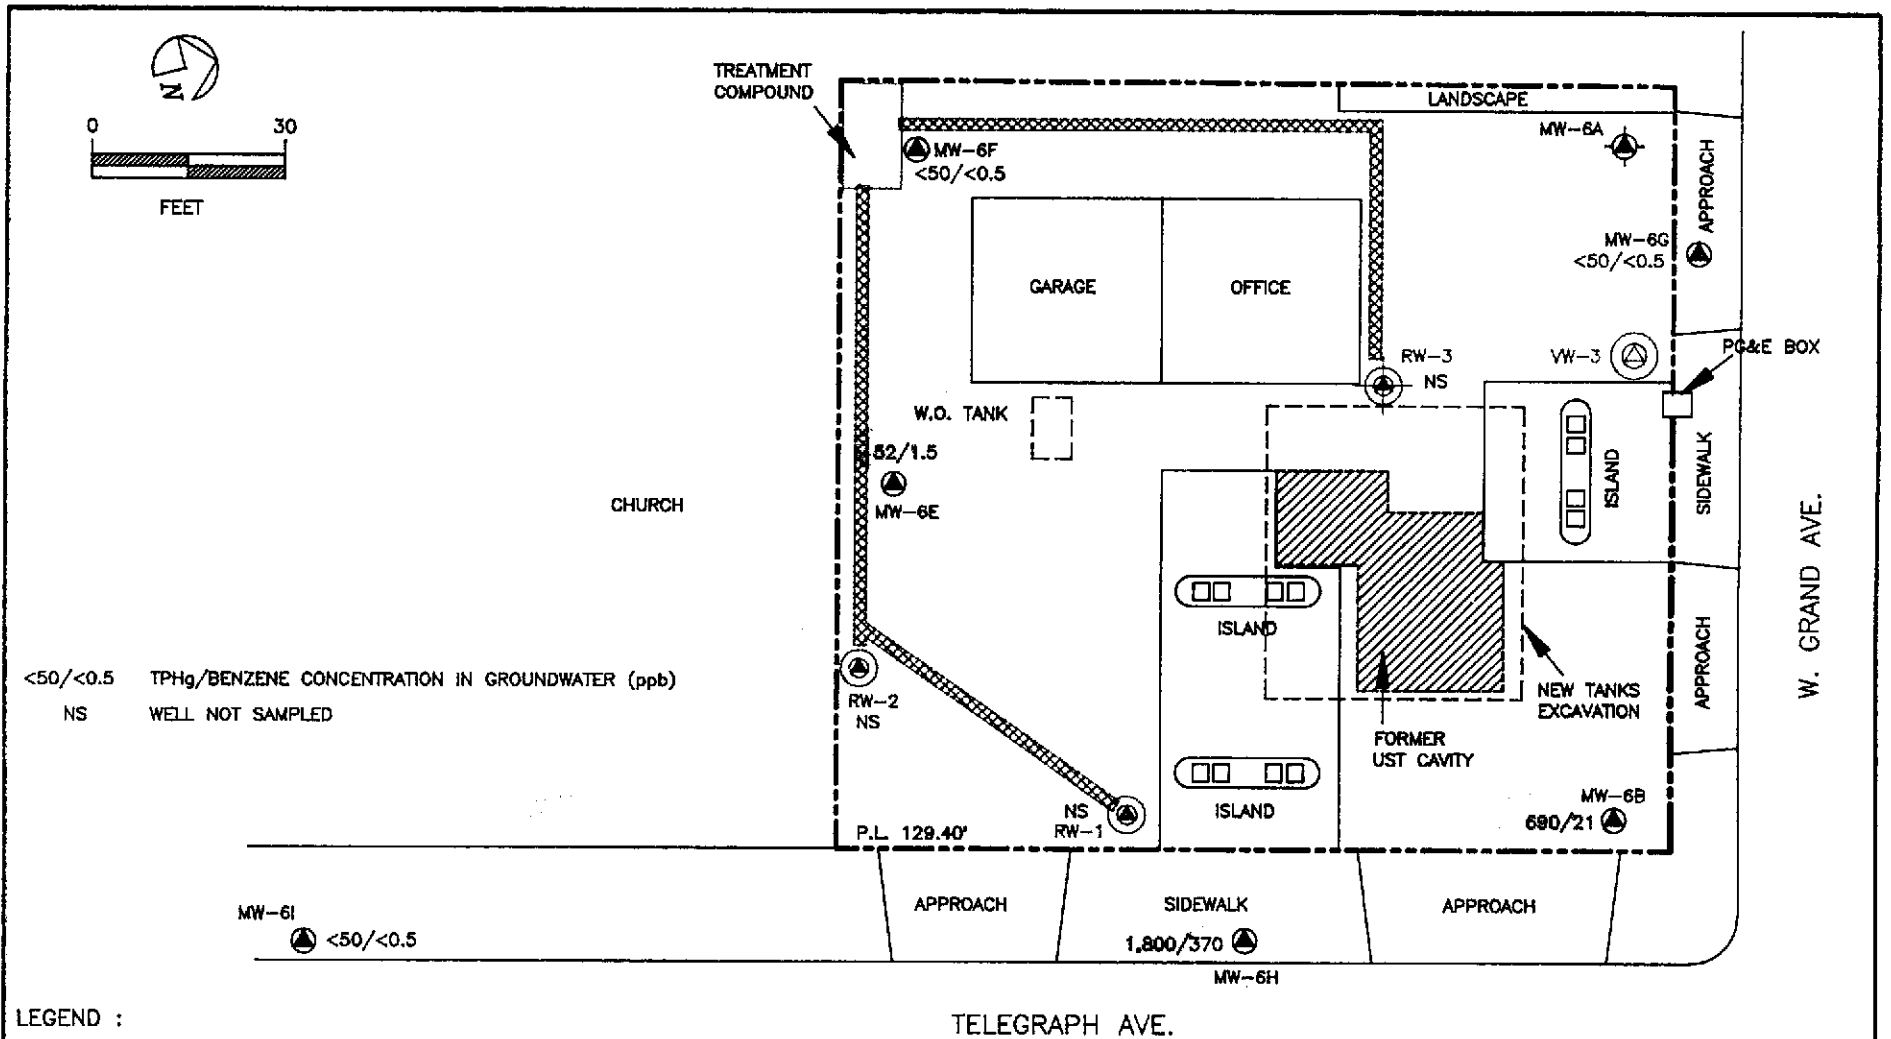 N
0 30
FEET
TREATMENT
COMPOUND
LANDSCAPE
MW-6A
MW-6F
<50/<0.5
APPROACH
MW-6G
<50/<0.5
GARAGE
OFFICE
RW-3
NS
VW-3
PG&E BOX
W.O. TANK
52/1.5
MW-6E
CHURCH
ISLAND
SIDEWALK
W. GRAND AVE.
ISLAND
<50/<0.5 TPHg/BENZENE CONCENTRATION IN GROUNDWATER (ppb)
NS WELL NOT SAMPLED
RW-2
NS
NEW TANKS
EXCAVATION
APPROACH
FORMER
UST CAVITY
ISLAND
NS
RW-1
MW-6B
690/21
P.L. 129.40'
APPROACH
SIDEWALK
APPROACH
MW-6I
<50/<0.5
1,800/370
MW-6H
LEGEND :
TELEGRAPH AVE.